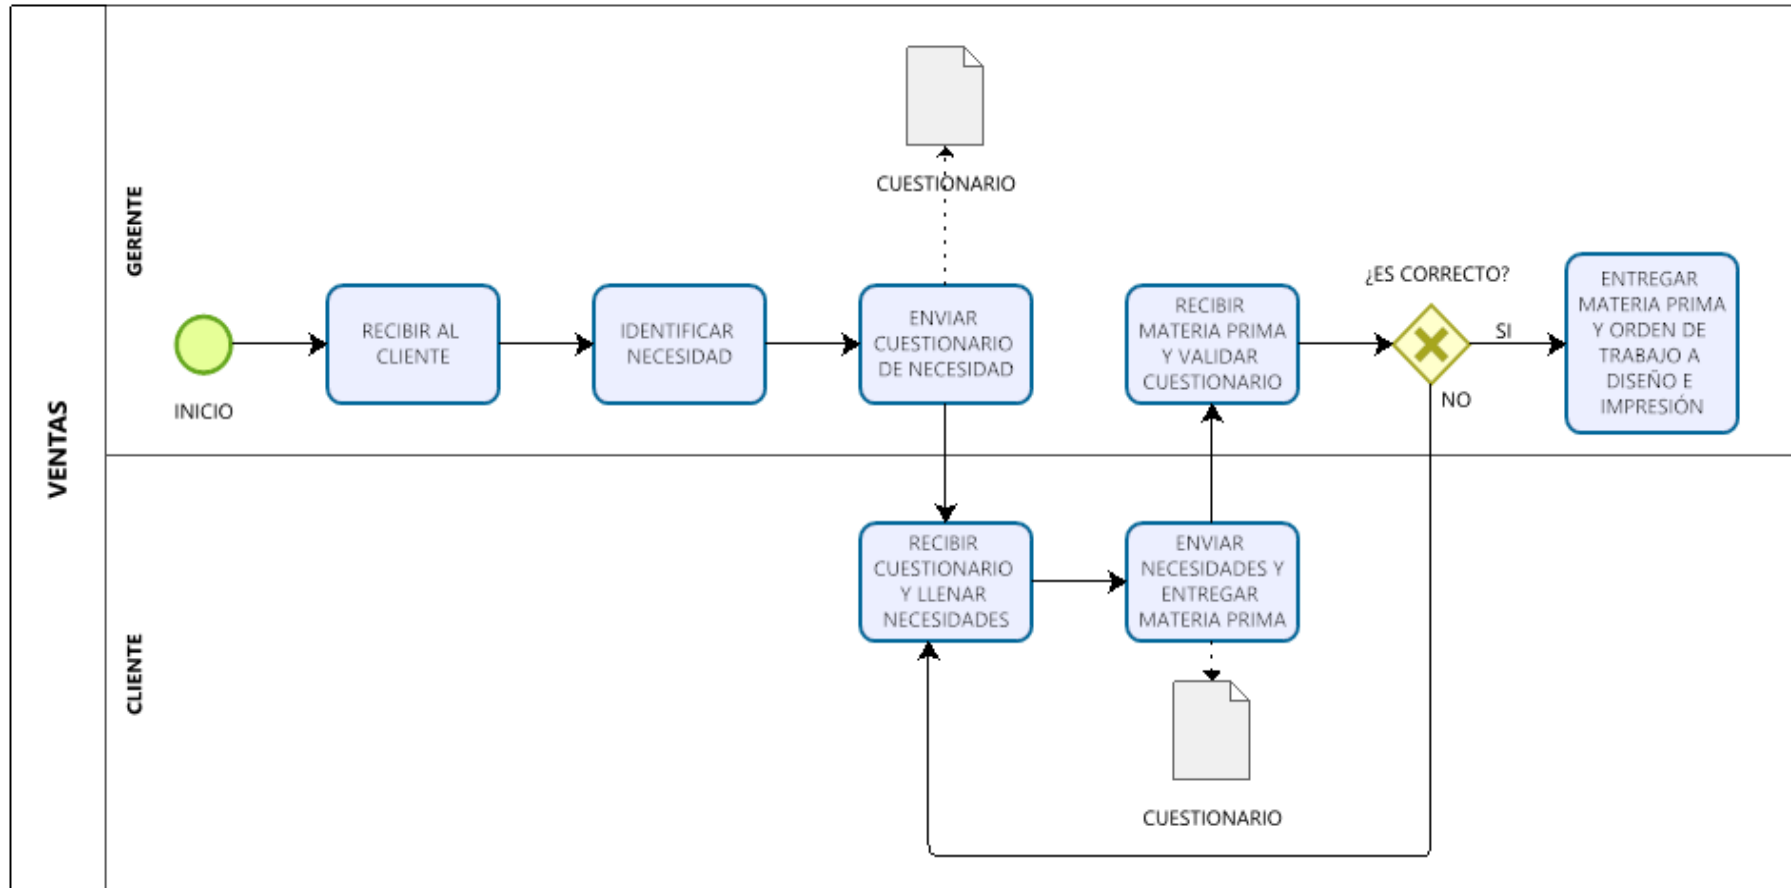 VENTAS
GERENTE
CUESTIONARIO
INICIO
RECIBIR AL
CLIENTE
IDENTIFICAR
NECESIDAD
ENVIAR
CUESTIONARIO
DE NECESIDAD
RECIBIR
MATERIA PRIMA
Y VALIDAR
CUESTIONARIO
¿ES CORRECTO?
SI
NO
ENTREGAR
MATERIA PRIMA
Y ORDEN DE
TRABAJO A
DISEÑO E
IMPRESIÓN
CLIENTE
RECIBIR
CUESTIONARIO
Y LLENAR
NECESIDADES
ENVIAR
NECESIDADES Y
ENTREGAR
MATERIA PRIMA
CUESTIONARIO